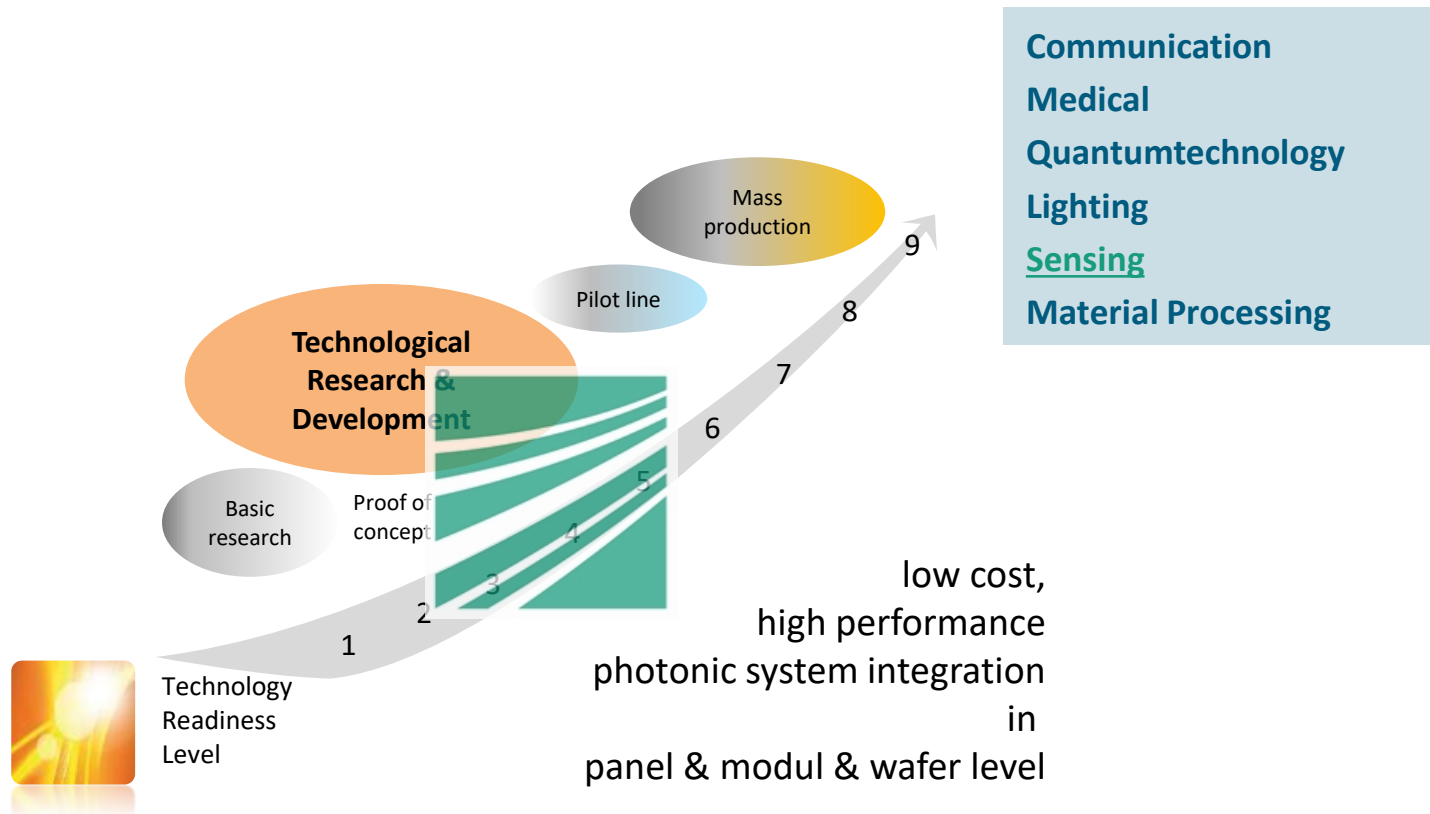 Communication
Medical
Quantumtechnology
Lighting
Sensing
Material Processing
Mass
production
9
Pilot line
8
Technological
Research &
Development
7
6
5
Basic
research
Proof of
concept
4
3
2
1
low cost,
high performance
photonic system integration
in
panel & modul & wafer level
Technology
Readiness
Level